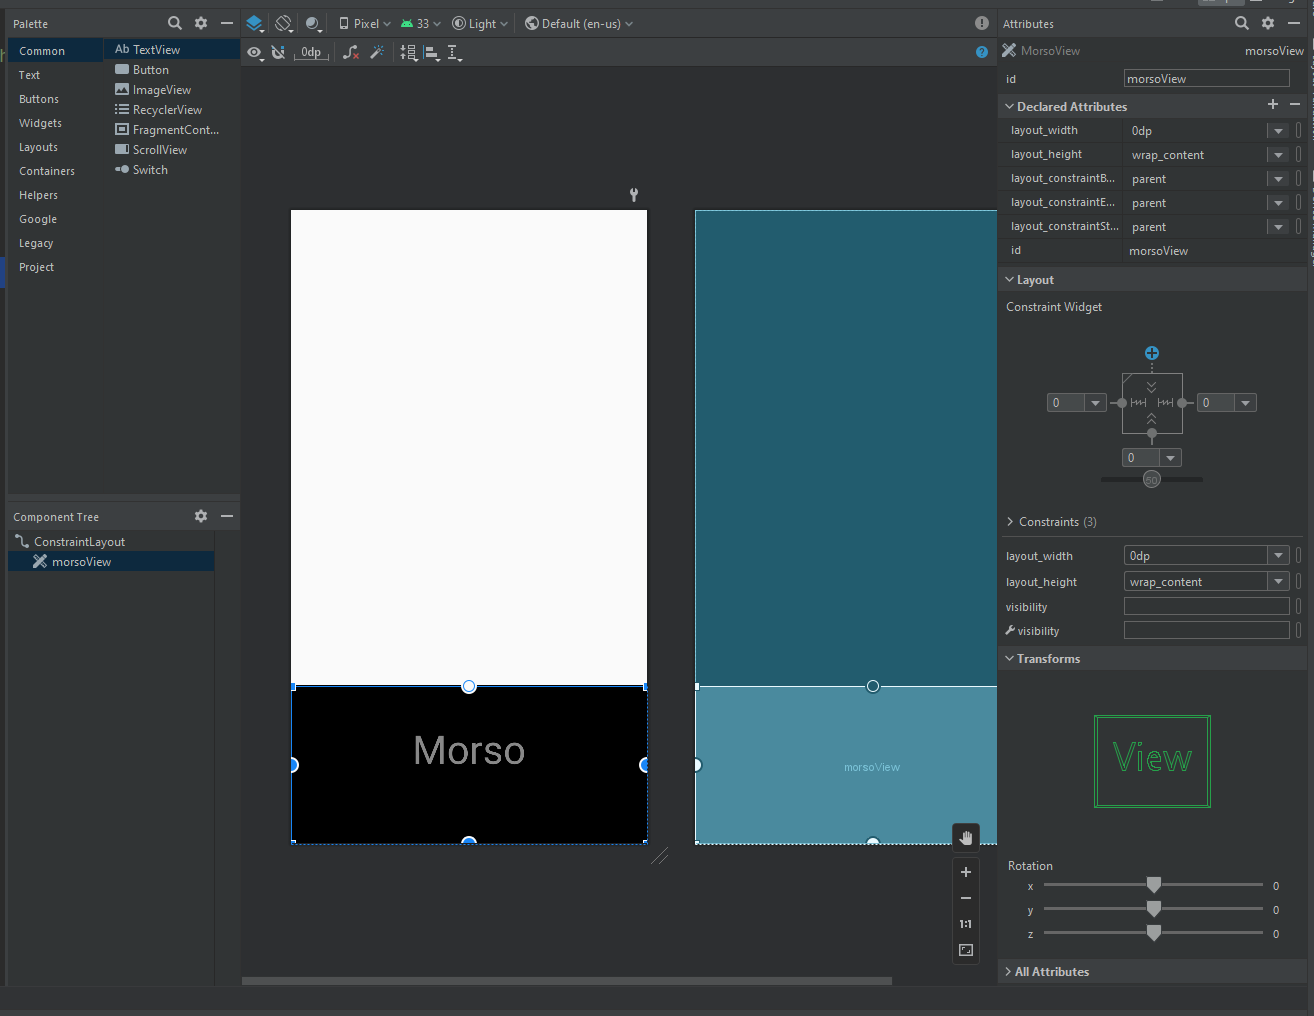 Palette
Common
Text
Buttons
Widgets
Layouts
Containers
Helpers
Google
Legacy
Project
Ab TextView
Button
ImageView
RecyclerView
FragmentCont...
ScrollView
Switch
Component Tree
ConstraintLayout
morsoView
Pixel
33
Light
Default (en-us)
0dp
Morso
morsoView
1:1
Attributes
MorsoView morsoView
id morsoView
Declared Attributes
layout_width 0dp
layout_height wrap_content
layout_constraintB... parent
layout_constraintE... parent
layout_constraintSt... parent
id morsoView
Layout
Constraint Widget
0 0
0
50
Constraints (3)
layout_width 0dp
layout_height wrap_content
visibility
visibility
Transforms
View
Rotation
x 0
y 0
z 0
All Attributes